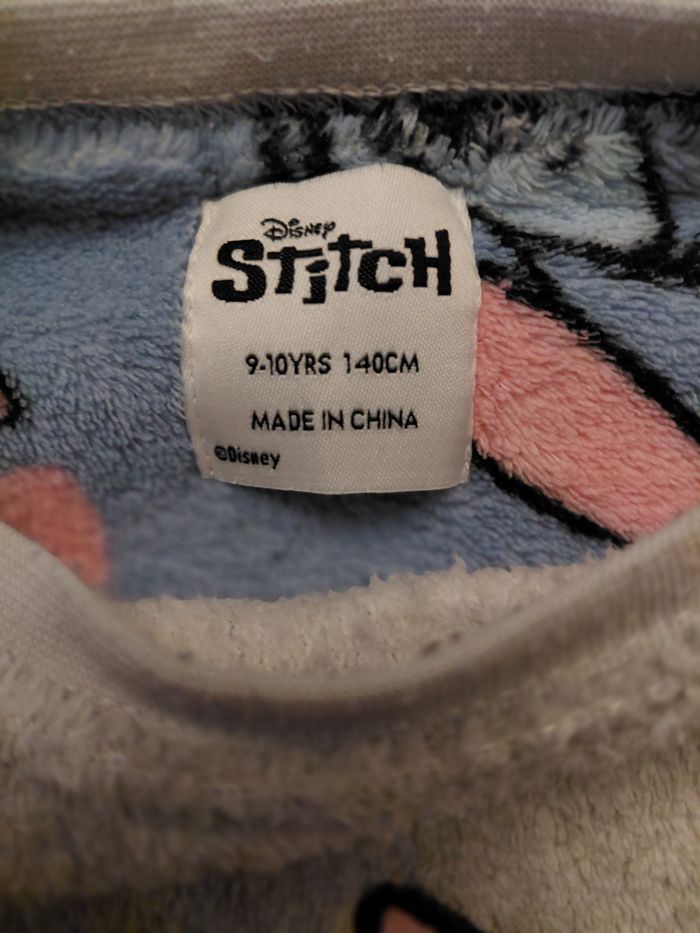 Disney
Stitch
9-10YRS 140CM
MADE IN CHINA
©Disney